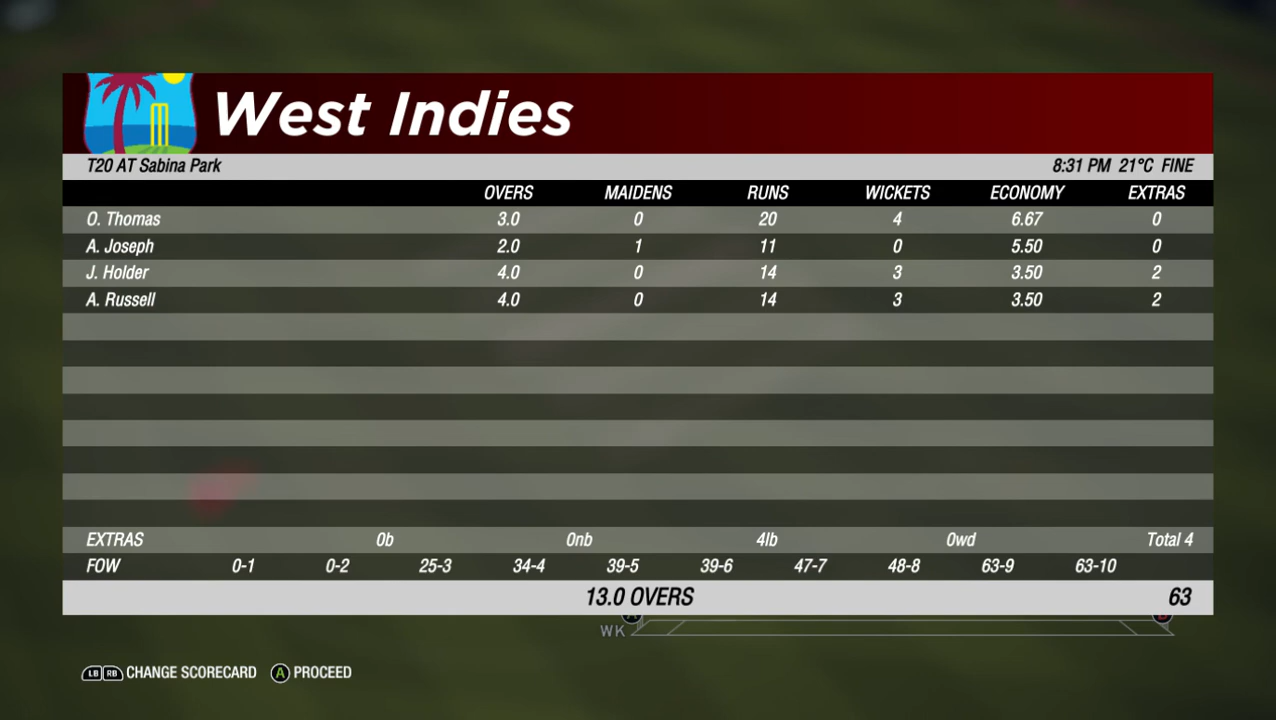 West Indies
T20 AT Sabina Park 8:31 PM 21°C FINE
OVERS MAIDENS RUNS WICKETS ECONOMY EXTRAS
O. Thomas 3.0 0 20 4 6.67 0
A. Joseph 2.0 1 11 0 5.50 0
J. Holder 4.0 0 14 3 3.50 2
A. Russell 4.0 0 14 3 3.50 2
EXTRAS 0b 0nb 4lb 0wd Total 4
FOW 0-1 0-2 25-3 34-4 39-5 39-6 47-7 48-8 63-9 63-10
13.0 OVERS 63
WK
LB RB CHANGE SCORECARD A PROCEED